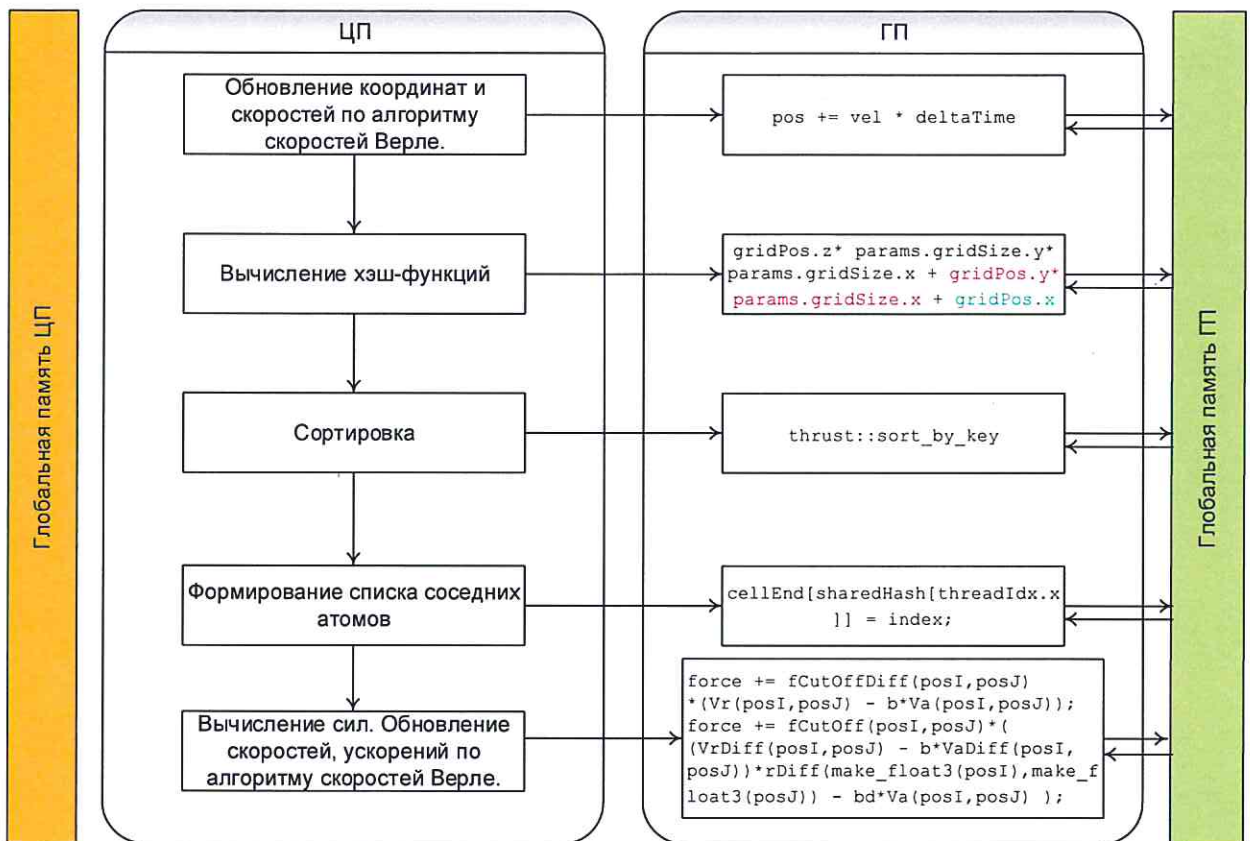 Глобальная память ЦП
ЦП
Обновление координат и
скоростей по алгоритму
скоростей Верле.
Вычисление хэш-функций
Сортировка
Формирование списка соседних
атомов
Вычисление сил. Обновление
скоростей, ускорений по
алгоритму скоростей Верле.
ГП
pos += vel * deltaTime
gridPos.z* params.gridSize.y*
params.gridSize.x + gridPos.y*
params.gridSize.x + gridPos.x
thrust::sort_by_key
cellEnd[sharedHash[threadIdx.x
]] = index;
force += fCutOffDiff(posI,posJ)
*(Vr(posI,posJ) - b*Va(posI,posJ));
force += fCutOff(posI,posJ)*(
(VrDiff(posI,posJ) - b*VaDiff(posI,
posJ))*rDiff(make_float3(posI),make_f
loat3(posJ)) - bd*Va(posI,posJ) );
Глобальная память ГП